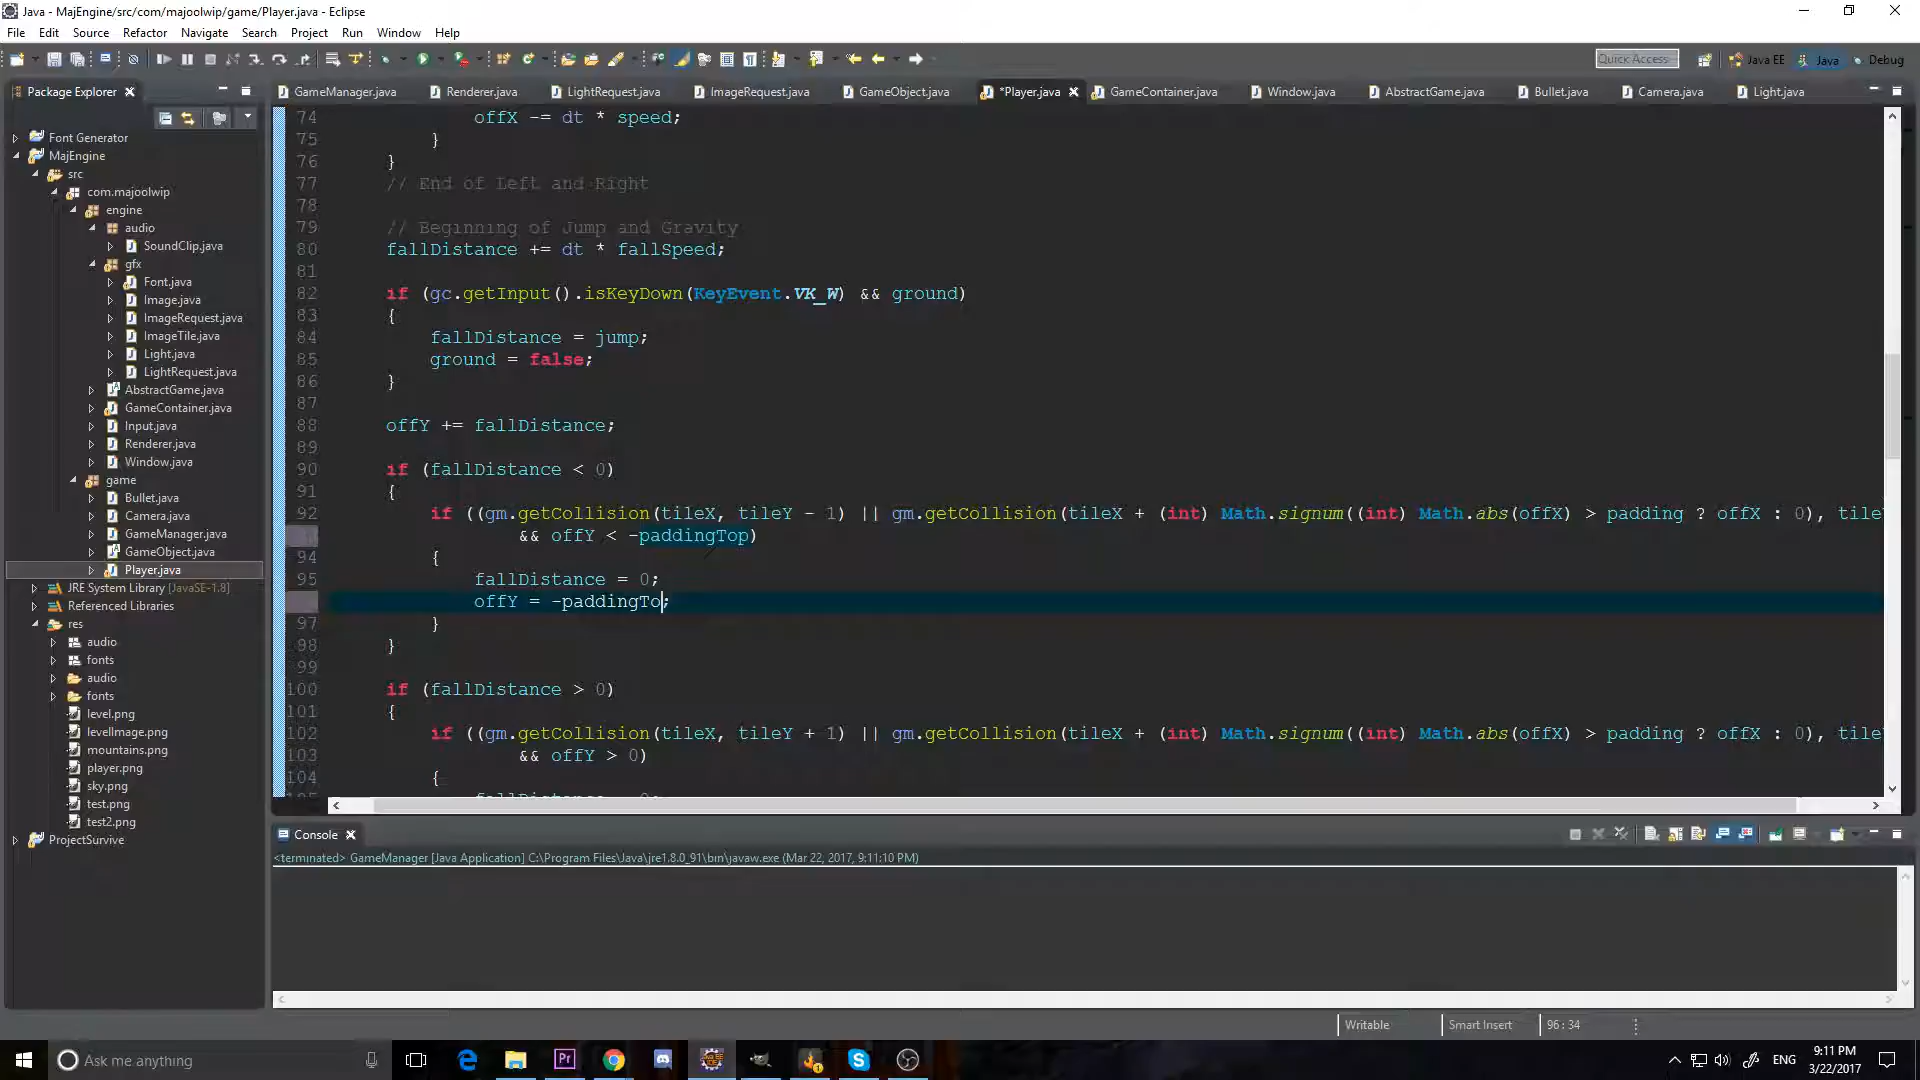 Java - MajEngine/src/com/majoolwip/game/Player.java - Eclipse
File Edit Source Refactor Navigate Search Project Run Window Help
Quick Access Java EE Java Debug
Package Explorer
GameManager.java Renderer.java LightRequest.java ImageRequest.java GameObject.java *Player.java GameContainer.java Window.java AbstractGame.java Bullet.java Camera.java Light.java
Font Generator
MajEngine
src
com.majoolwip
engine
audio
SoundClip.java
gfx
Font.java
Image.java
ImageRequest.java
ImageTile.java
Light.java
LightRequest.java
AbstractGame.java
GameContainer.java
Input.java
Renderer.java
Window.java
game
Bullet.java
Camera.java
GameManager.java
GameObject.java
Player.java
JRE System Library [JavaSE-1.8]
Referenced Libraries
res
audio
fonts
audio
fonts
level.png
levelImage.png
mountains.png
player.png
sky.png
test.png
test2.png
ProjectSurvive
74 offX -= dt * speed;
75 }
76 }
77 // End of Left and Right
78
79 // Beginning of Jump and Gravity
80 fallDistance += dt * fallSpeed;
81
82 if (gc.getInput().isKeyDown(KeyEvent.VK_W) && ground)
83 {
84 fallDistance = jump;
85 ground = false;
86 }
87
88 offY += fallDistance;
89
90 if (fallDistance < 0)
91 {
92 if ((gm.getCollision(tileX, tileY - 1) || gm.getCollision(tileX + (int) Math.signum((int) Math.abs(offX) > padding ? offX : 0), tile
&& offY < -paddingTop)
94 {
95 fallDistance = 0;
offY = -paddingTo;
97 }
98 }
99
100 if (fallDistance > 0)
101 {
102 if ((gm.getCollision(tileX, tileY + 1) || gm.getCollision(tileX + (int) Math.signum((int) Math.abs(offX) > padding ? offX : 0), tile
103 && offY > 0)
104 {
Console
<terminated> GameManager [Java Application] C:\Program Files\Java\jre1.8.0_91\bin\javaw.exe (Mar 22, 2017, 9:11:10 PM)
Writable Smart Insert 96 : 34
Ask me anything
ENG
9:11 PM
3/22/2017